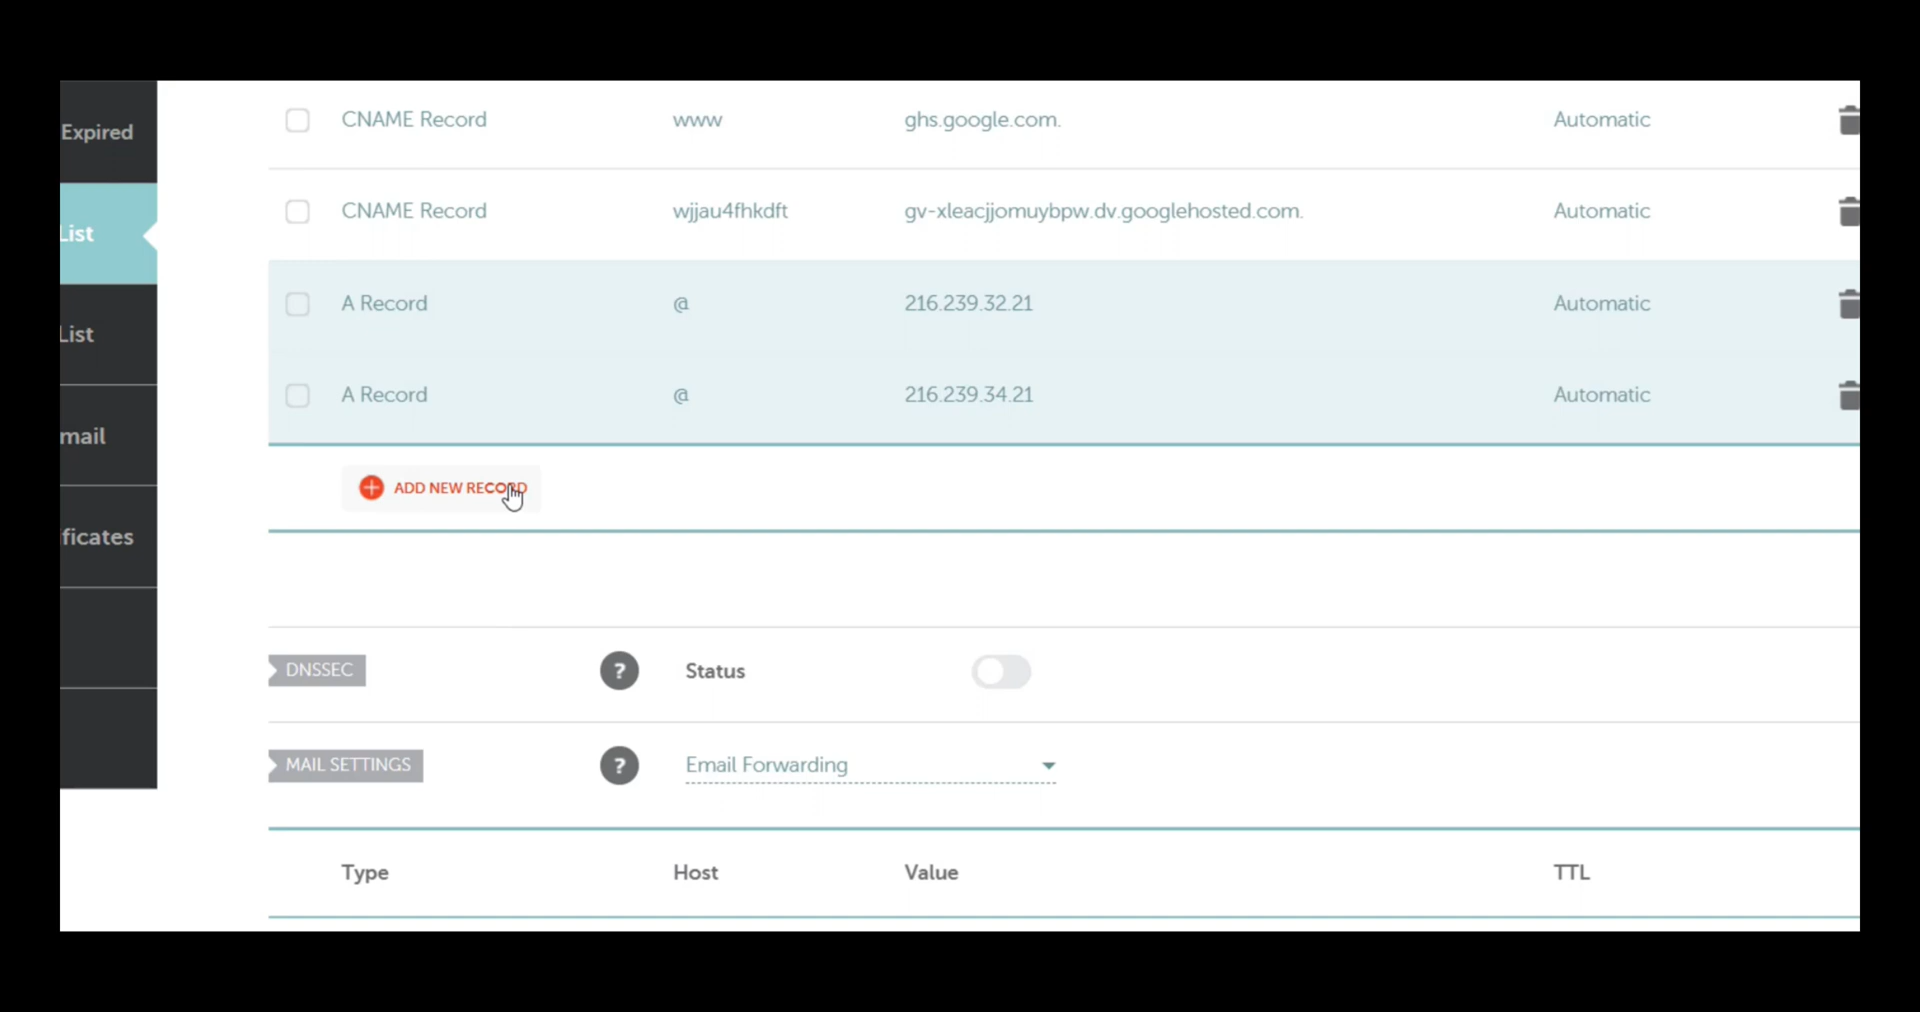 Expired
List
List
mail
ficates
CNAME Record www ghs.google.com. Automatic
CNAME Record wjjau4fhkdft gv-xleacjjomuybpw.dv.googlehosted.com. Automatic
A Record @ 216.239.32.21 Automatic
A Record @ 216.239.34.21 Automatic
ADD NEW RECORD
DNSSEC ? Status
MAIL SETTINGS ? Email Forwarding
Type Host Value TTL